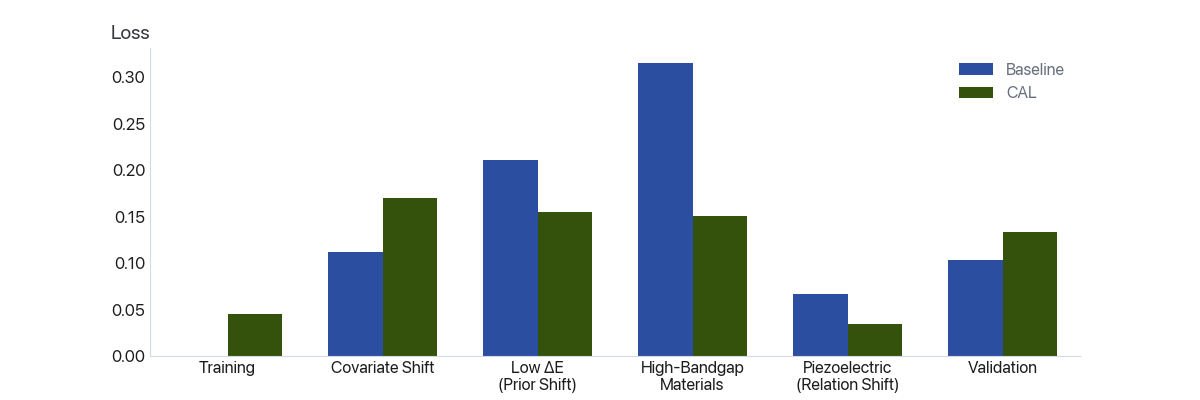 Loss
0.30
0.25
0.20
0.15
0.10
0.05
0.00
Baseline
CAL
Training
Covariate Shift
Low ΔE
(Prior Shift)
High-Bandgap
Materials
Piezoelectric
(Relation Shift)
Validation